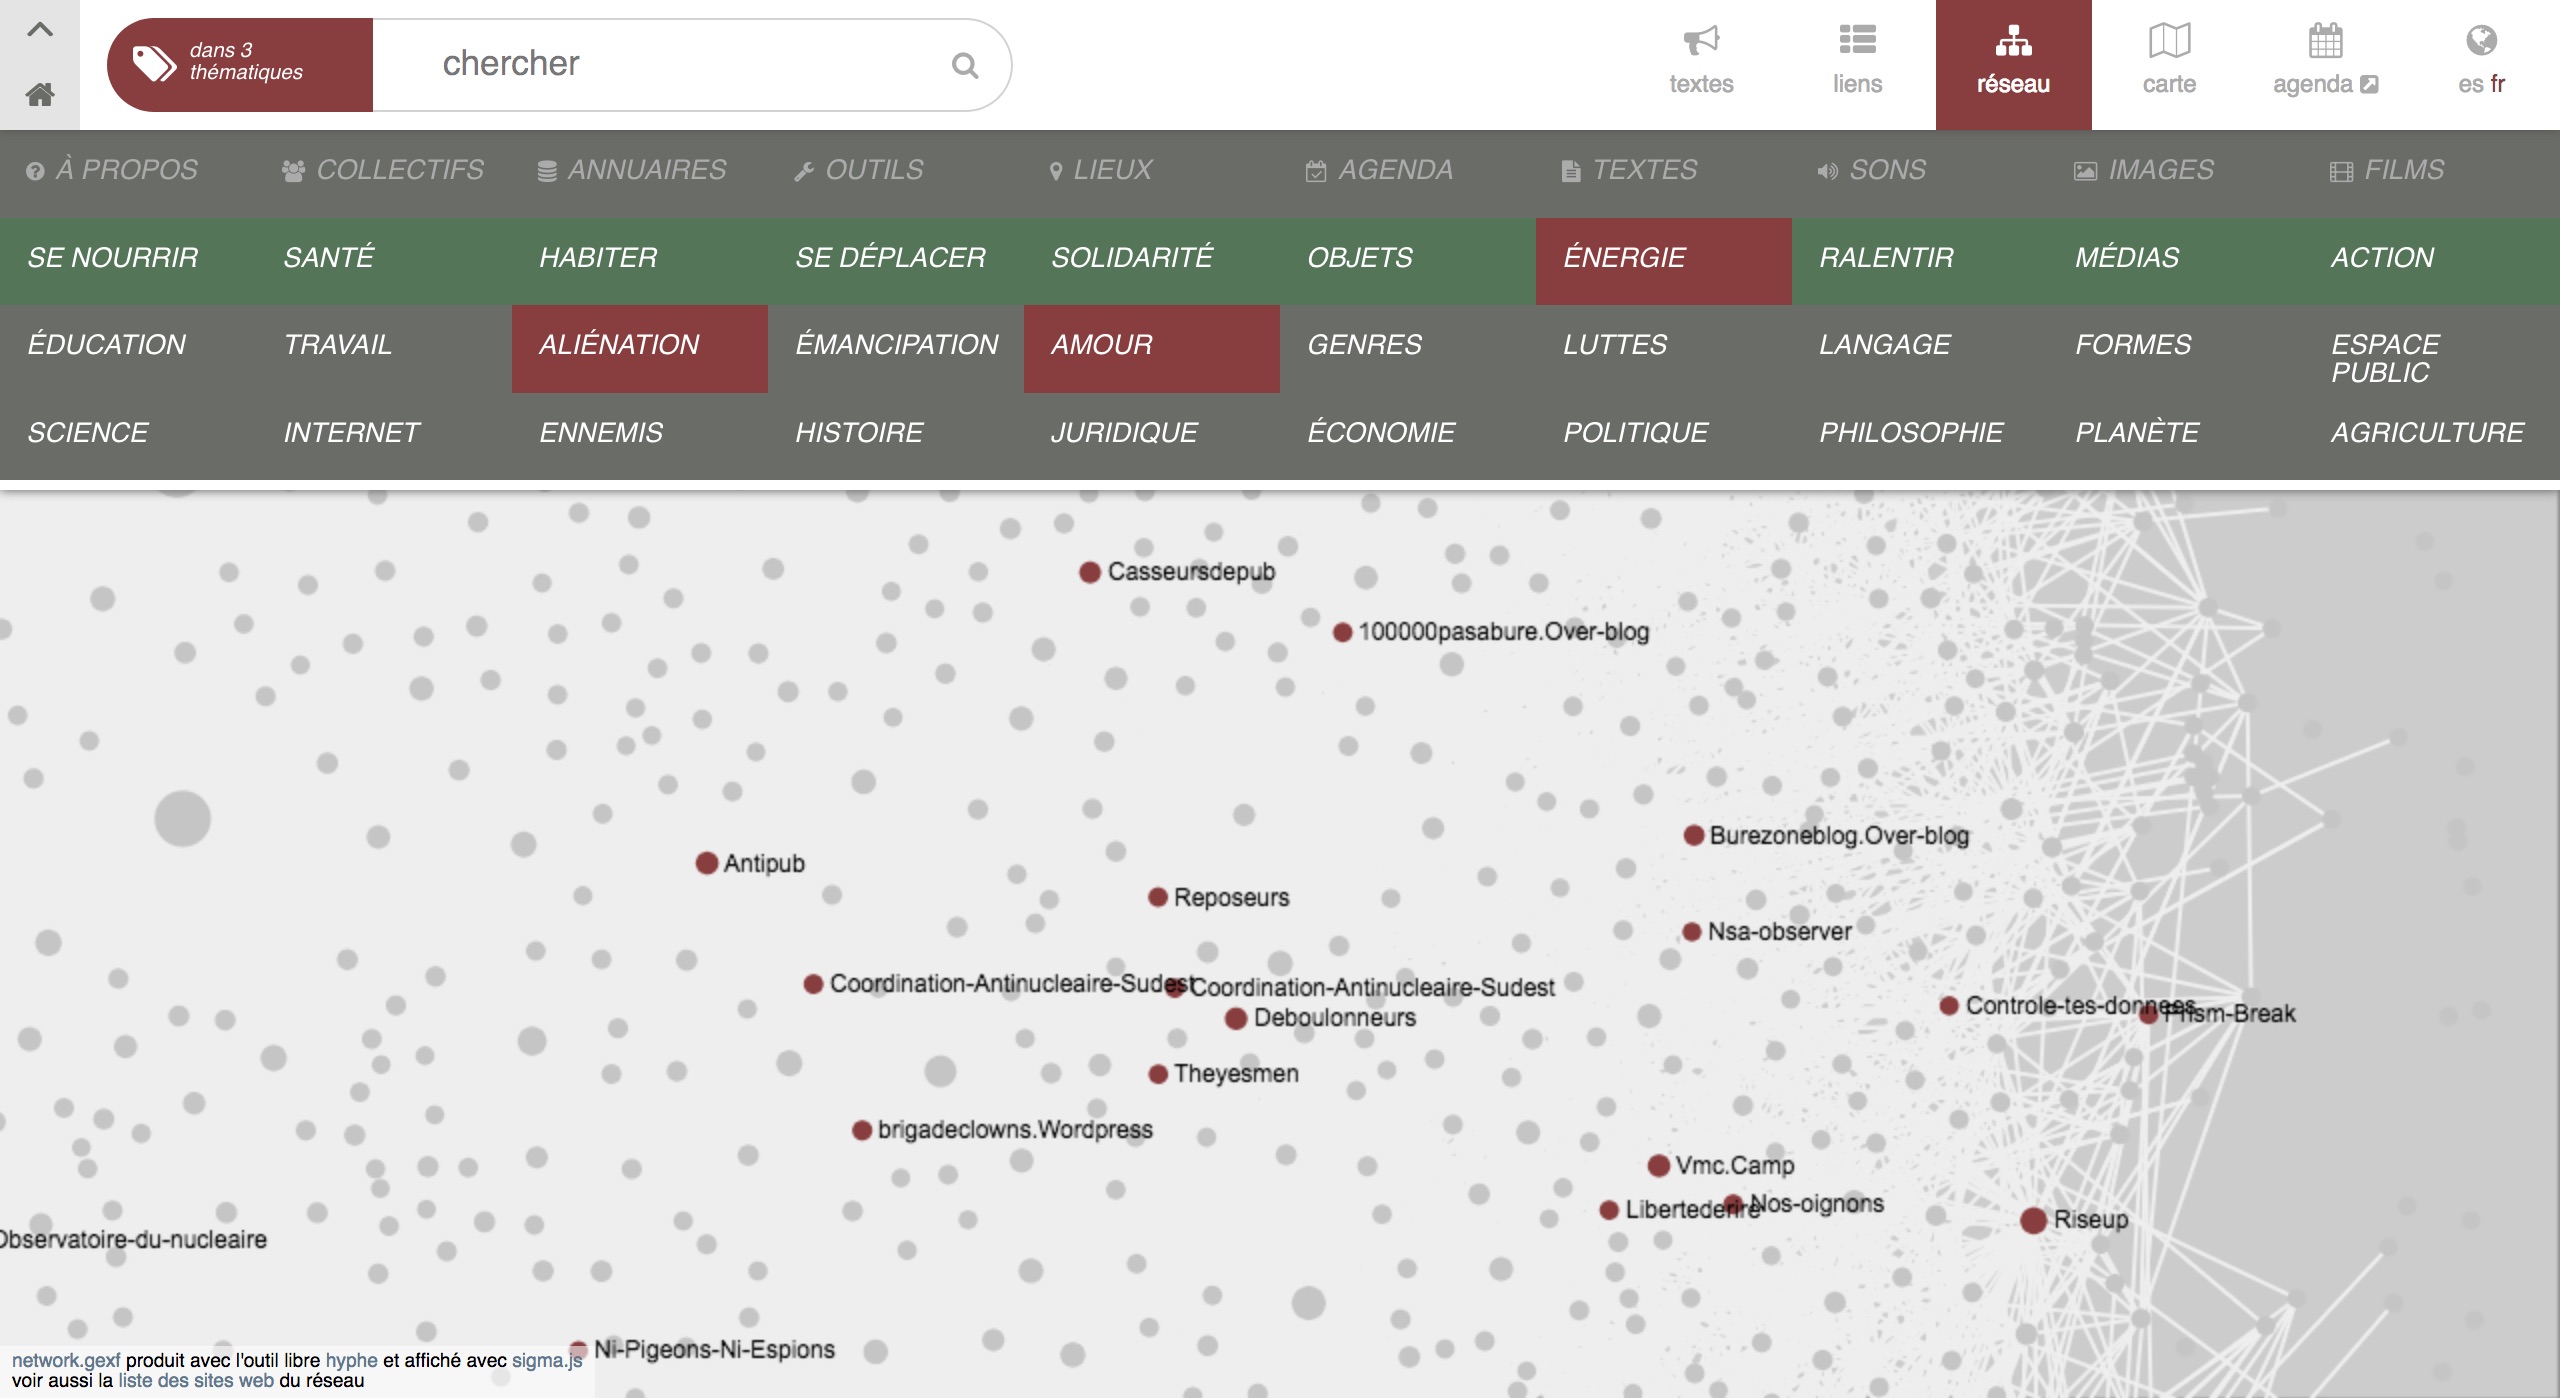 dans 3
thématiques
chercher
textes
liens
réseau
carte
agenda
es fr
À PROPOS
COLLECTIFS
ANNUAIRES
OUTILS
LIEUX
AGENDA
TEXTES
SONS
IMAGES
FILMS
SE NOURRIR
SANTÉ
HABITER
SE DÉPLACER
SOLIDARITÉ
OBJETS
ÉNERGIE
RALENTIR
MÉDIAS
ACTION
ÉDUCATION
TRAVAIL
ALIÉNATION
ÉMANCIPATION
AMOUR
GENRES
LUTTES
LANGAGE
FORMES
ESPACE
PUBLIC
SCIENCE
INTERNET
ENNEMIS
HISTOIRE
JURIDIQUE
ÉCONOMIE
POLITIQUE
PHILOSOPHIE
PLANÈTE
AGRICULTURE
Casseursdepub
100000pasabure.Over-blog
Burezoneblog.Over-blog
Antipub
Reposeurs
Nsa-observer
Coordination-Antinucleaire-Sudest
Coordination-Antinucleaire-Sudest
Deboulonneurs
Controle-tes-donnees
Prism-Break
Theyesmen
brigadeclowns.Wordpress
Vmc.Camp
Libertederire
Nos-oignons
Riseup
Observatoire-du-nucleaire
Ni-Pigeons-Ni-Espions
network.gexf produit avec l'outil libre hyphe et affiché avec sigma.js
voir aussi la liste des sites web du réseau